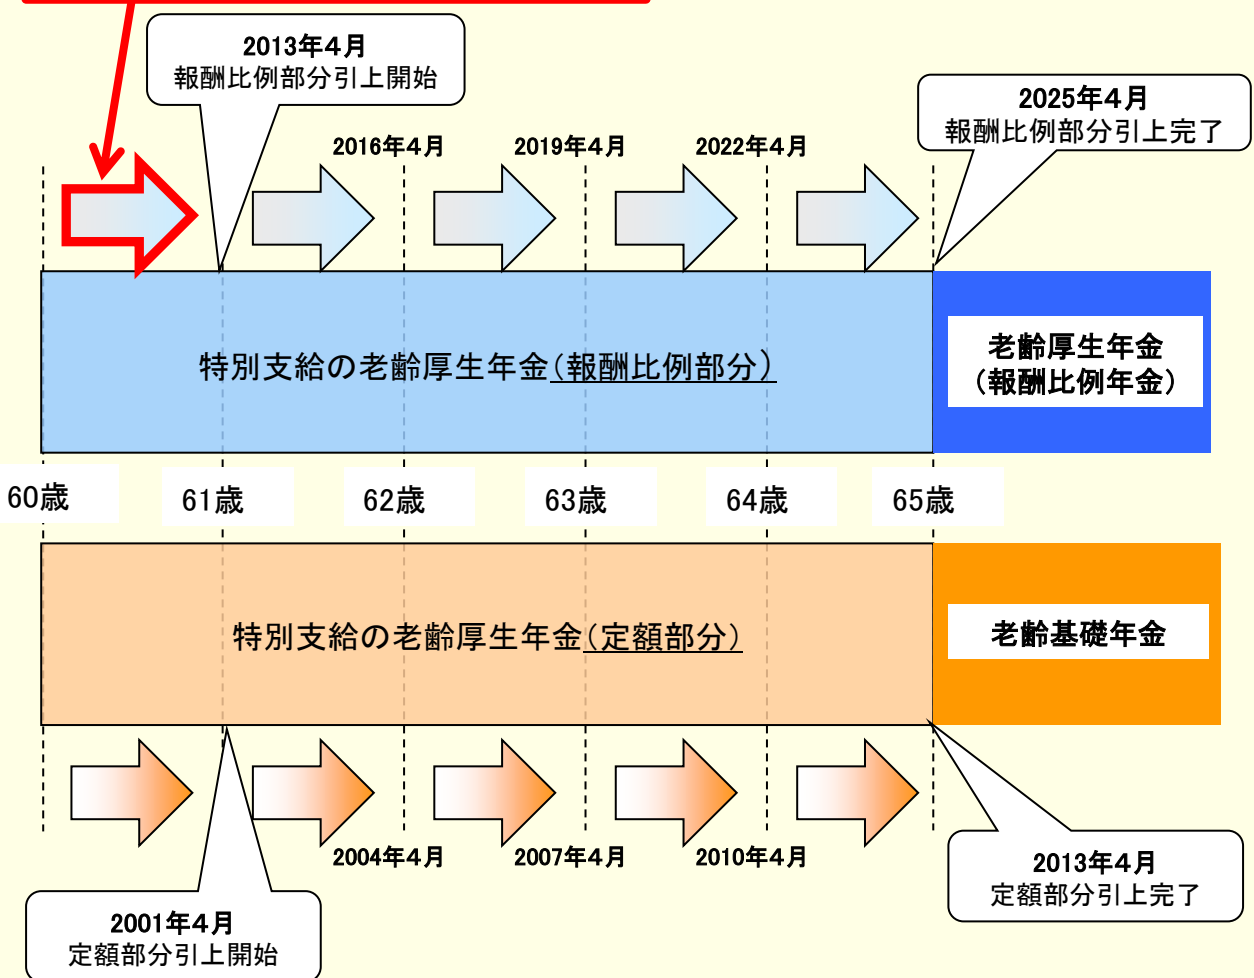 2013年4月
報酬比例部分引上開始
2025年4月
報酬比例部分引上完了
2016年4月
2019年4月
2022年4月
特別支給の老齢厚生年金(報酬比例部分)
老齢厚生年金
(報酬比例年金)
60歳
61歳
62歳
63歳
64歳
65歳
特別支給の老齢厚生年金(定額部分)
老齢基礎年金
2004年4月
2007年4月
2010年4月
2013年4月
定額部分引上完了
2001年4月
定額部分引上開始